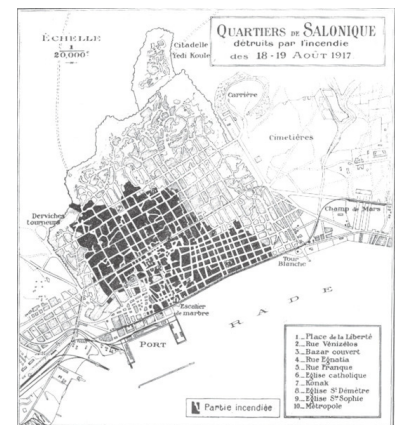 ÉCHELLE
1
20,000e
QUARTIERS DE SALONIQUE
détruits par l'incendie
des 18-19 AOÛT 1917
Citadelle
Yedi Koulé
Carrière
Cimetières
Derviches
tourneurs
Champ de Mars
Tour
Blanche
Escalier
de marbre
PORT
RADE
1_Place de la Liberté
2_Rue Vénizélos
3_Bazar couvert
4_Rue Egnatia
5_Rue Franque
6_Eglise catholique
7_Konak
8_Eglise St Démètre
9_Eglise Ste Sophie
10_Métropole
Partie incendiée